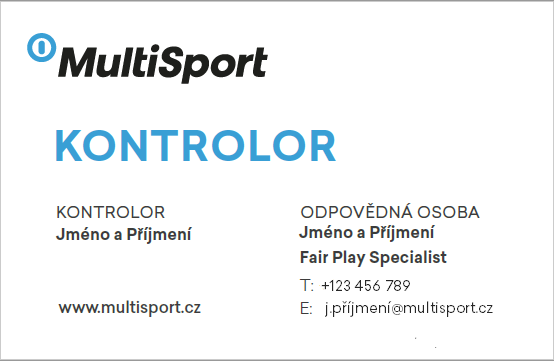 MultiSport
KONTROLOR
KONTROLOR
Jméno a Příjmení
www.multisport.cz
ODPOVĚDNÁ OSOBA
Jméno a Příjmení
Fair Play Specialist
T: +123 456 789
E: j.příjmení@multisport.cz